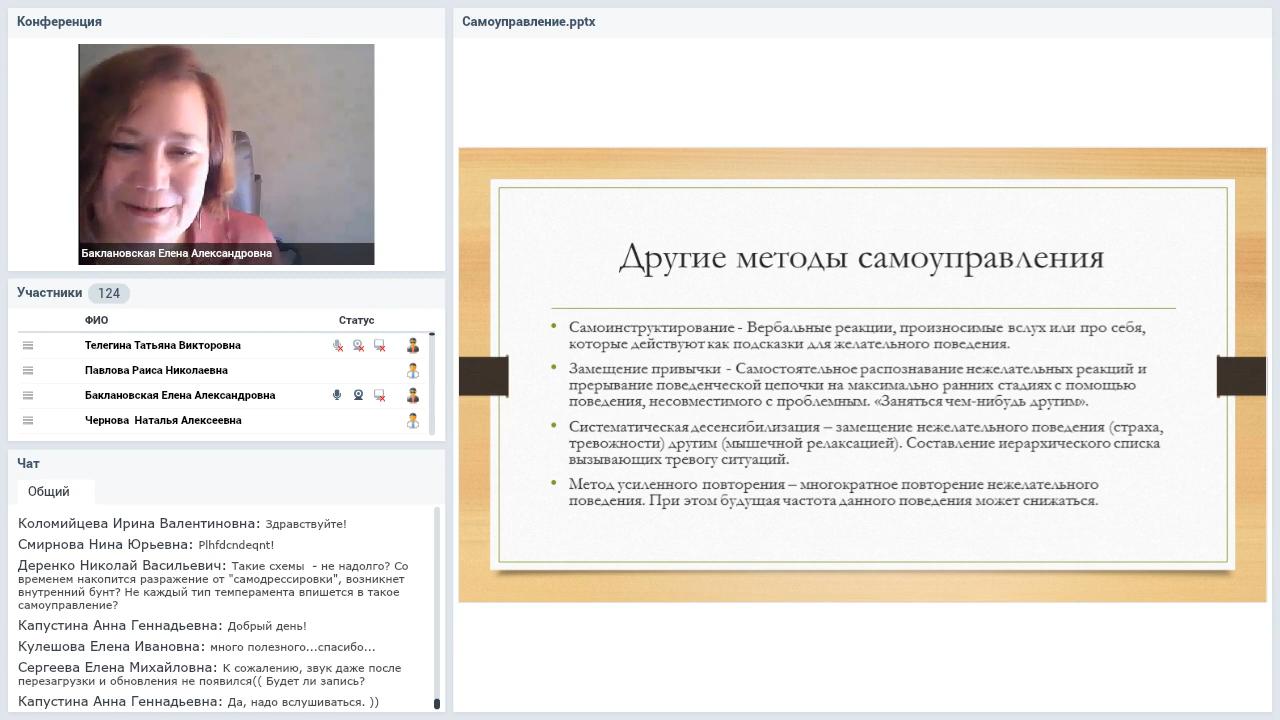 Конференция
Баклановская Елена Александровна
Участники 124
ФИО Статус
Телегина Татьяна Викторовна
Павлова Раиса Николаевна
Баклановская Елена Александровна
Чернова Наталья Алексеевна
Чат
Общий
Коломийцева Ирина Валентиновна: Здравствуйте!
Смирнова Нина Юрьевна: Plhfdcndeqnt!
Деренко Николай Васильевич: Такие схемы - не надолго? Со
временем накопится разражение от "самодрессировки", возникнет
внутренний бунт? Не каждый тип темперамента впишется в такое
самоуправление?
Капустина Анна Геннадьевна: Добрый день!
Кулешова Елена Ивановна: много полезного...спасибо...
Сергеева Елена Михайловна: К сожалению, звук даже после
перезагрузки и обновления не появился(( Будет ли запись?
Капустина Анна Геннадьевна: Да, надо вслушиваться. ))
Самоуправление.pptx
Другие методы самоуправления
• Самоинструктирование - Вербальные реакции, произносимые вслух или про себя,
которые действуют как подсказки для желательного поведения.
• Замещение привычки - Самостоятельное распознавание нежелательных реакций и
прерывание поведенческой цепочки на максимально ранних стадиях с помощью
поведения, несовместимого с проблемным. «Заняться чем-нибудь другим».
• Систематическая десенсибилизация – замещение нежелательного поведения (страха,
тревожности) другим (мышечной релаксацией). Составление иерархического списка
вызывающих тревогу ситуаций.
• Метод усиленного повторения – многократное повторение нежелательного
поведения. При этом будущая частота данного поведения может снижаться.